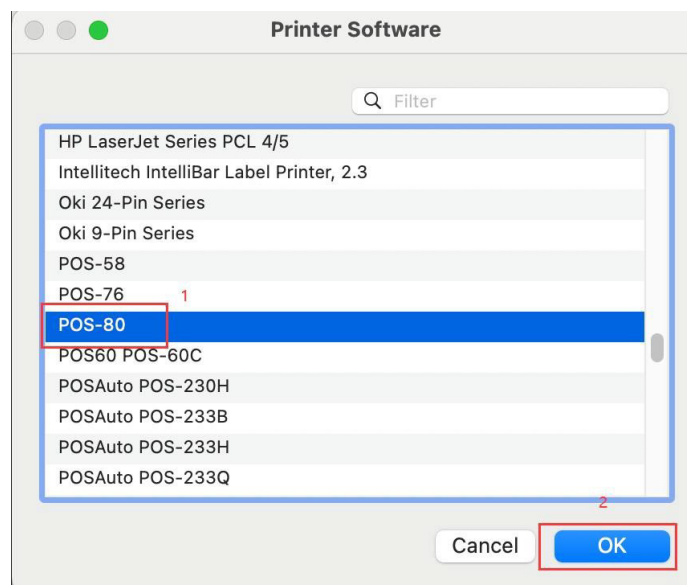 Printer Software
Filter
HP LaserJet Series PCL 4/5
Intellitech IntelliBar Label Printer, 2.3
Oki 24-Pin Series
Oki 9-Pin Series
POS-58
POS-76
1
POS-80
POS60 POS-60C
POSAuto POS-230H
POSAuto POS-233B
POSAuto POS-233H
POSAuto POS-233Q
2
Cancel
OK